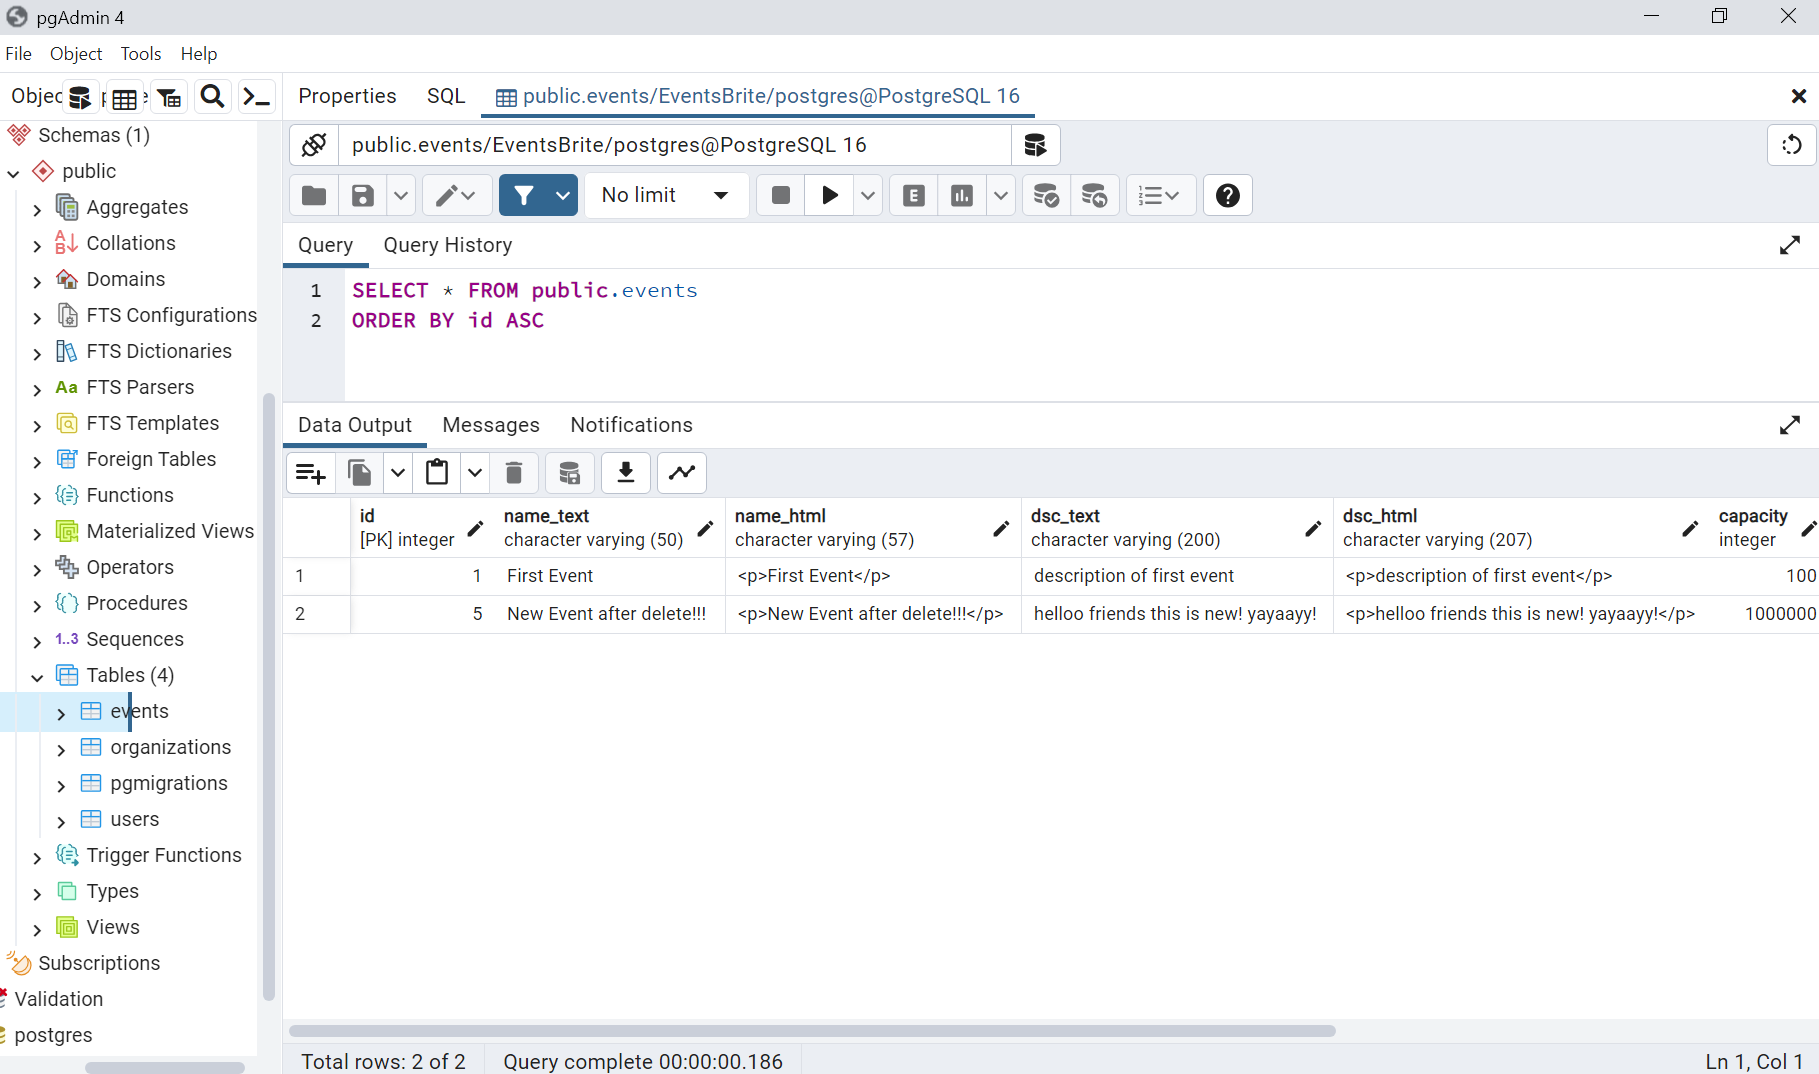 pgAdmin 4
File Object Tools Help
Objec
Properties SQL public.events/EventsBrite/postgres@PostgreSQL 16
Schemas (1)
public
Aggregates
Collations
Domains
FTS Configurations
FTS Dictionaries
Aa FTS Parsers
FTS Templates
Foreign Tables
Functions
Materialized Views
Operators
Procedures
1..3 Sequences
Tables (4)
events
organizations
pgmigrations
users
Trigger Functions
Types
Views
Subscriptions
Validation
postgres
public.events/EventsBrite/postgres@PostgreSQL 16
No limit E
Query Query History
1 SELECT * FROM public.events
2 ORDER BY id ASC
Data Output Messages Notifications
id name_text name_html dsc_text dsc_html capacity
[PK] integer character varying (50) character varying (57) character varying (200) character varying (207) integer
1 1 First Event <p>First Event</p> description of first event <p>description of first event</p> 100
2 5 New Event after delete!!! <p>New Event after delete!!!</p> helloo friends this is new! yayaayy! <p>helloo friends this is new! yayaayy!</p> 1000000
Total rows: 2 of 2 Query complete 00:00:00.186 Ln 1, Col 1